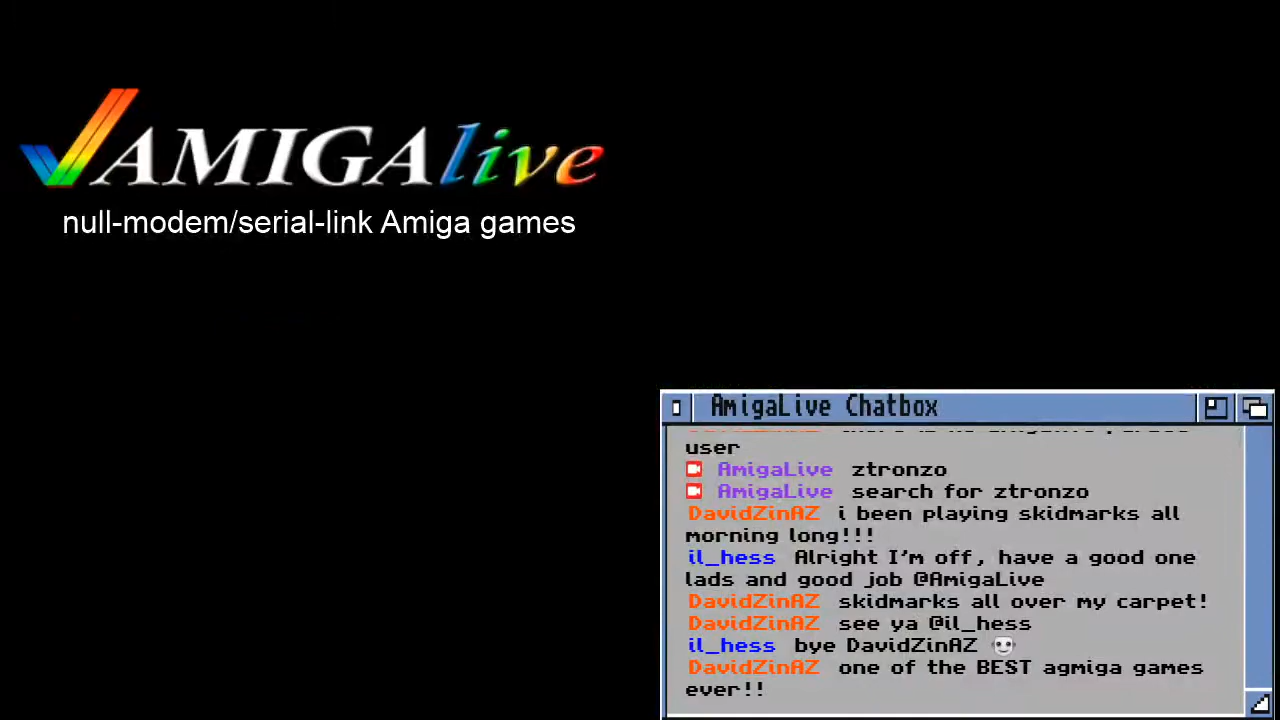 AMIGAlive
null-modem/serial-link Amiga games
AmigaLive Chatbox
user
AmigaLive ztronzo
AmigaLive search for ztronzo
DavidZinAZ i been playing skidmarks all
morning long!!!
il_hess Alright I'm off, have a good one
lads and good job @AmigaLive
DavidZinAZ skidmarks all over my carpet!
DavidZinAZ see ya @il_hess
il_hess bye DavidZinAZ
DavidZinAZ one of the BEST agmiga games
ever!!